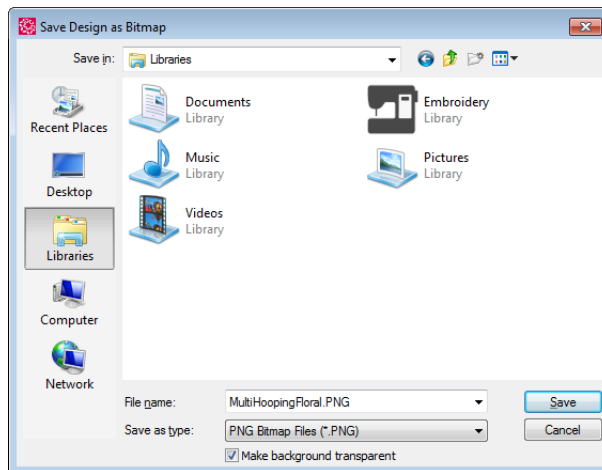 Save Design as Bitmap
Save in: Libraries
Recent Places
Desktop
Libraries
Computer
Network
Documents
Library
Embroidery
Library
Music
Library
Pictures
Library
Videos
Library
File name: MultiHoopingFloral.PNG Save
Save as type: PNG Bitmap Files (*.PNG) Cancel
Make background transparent